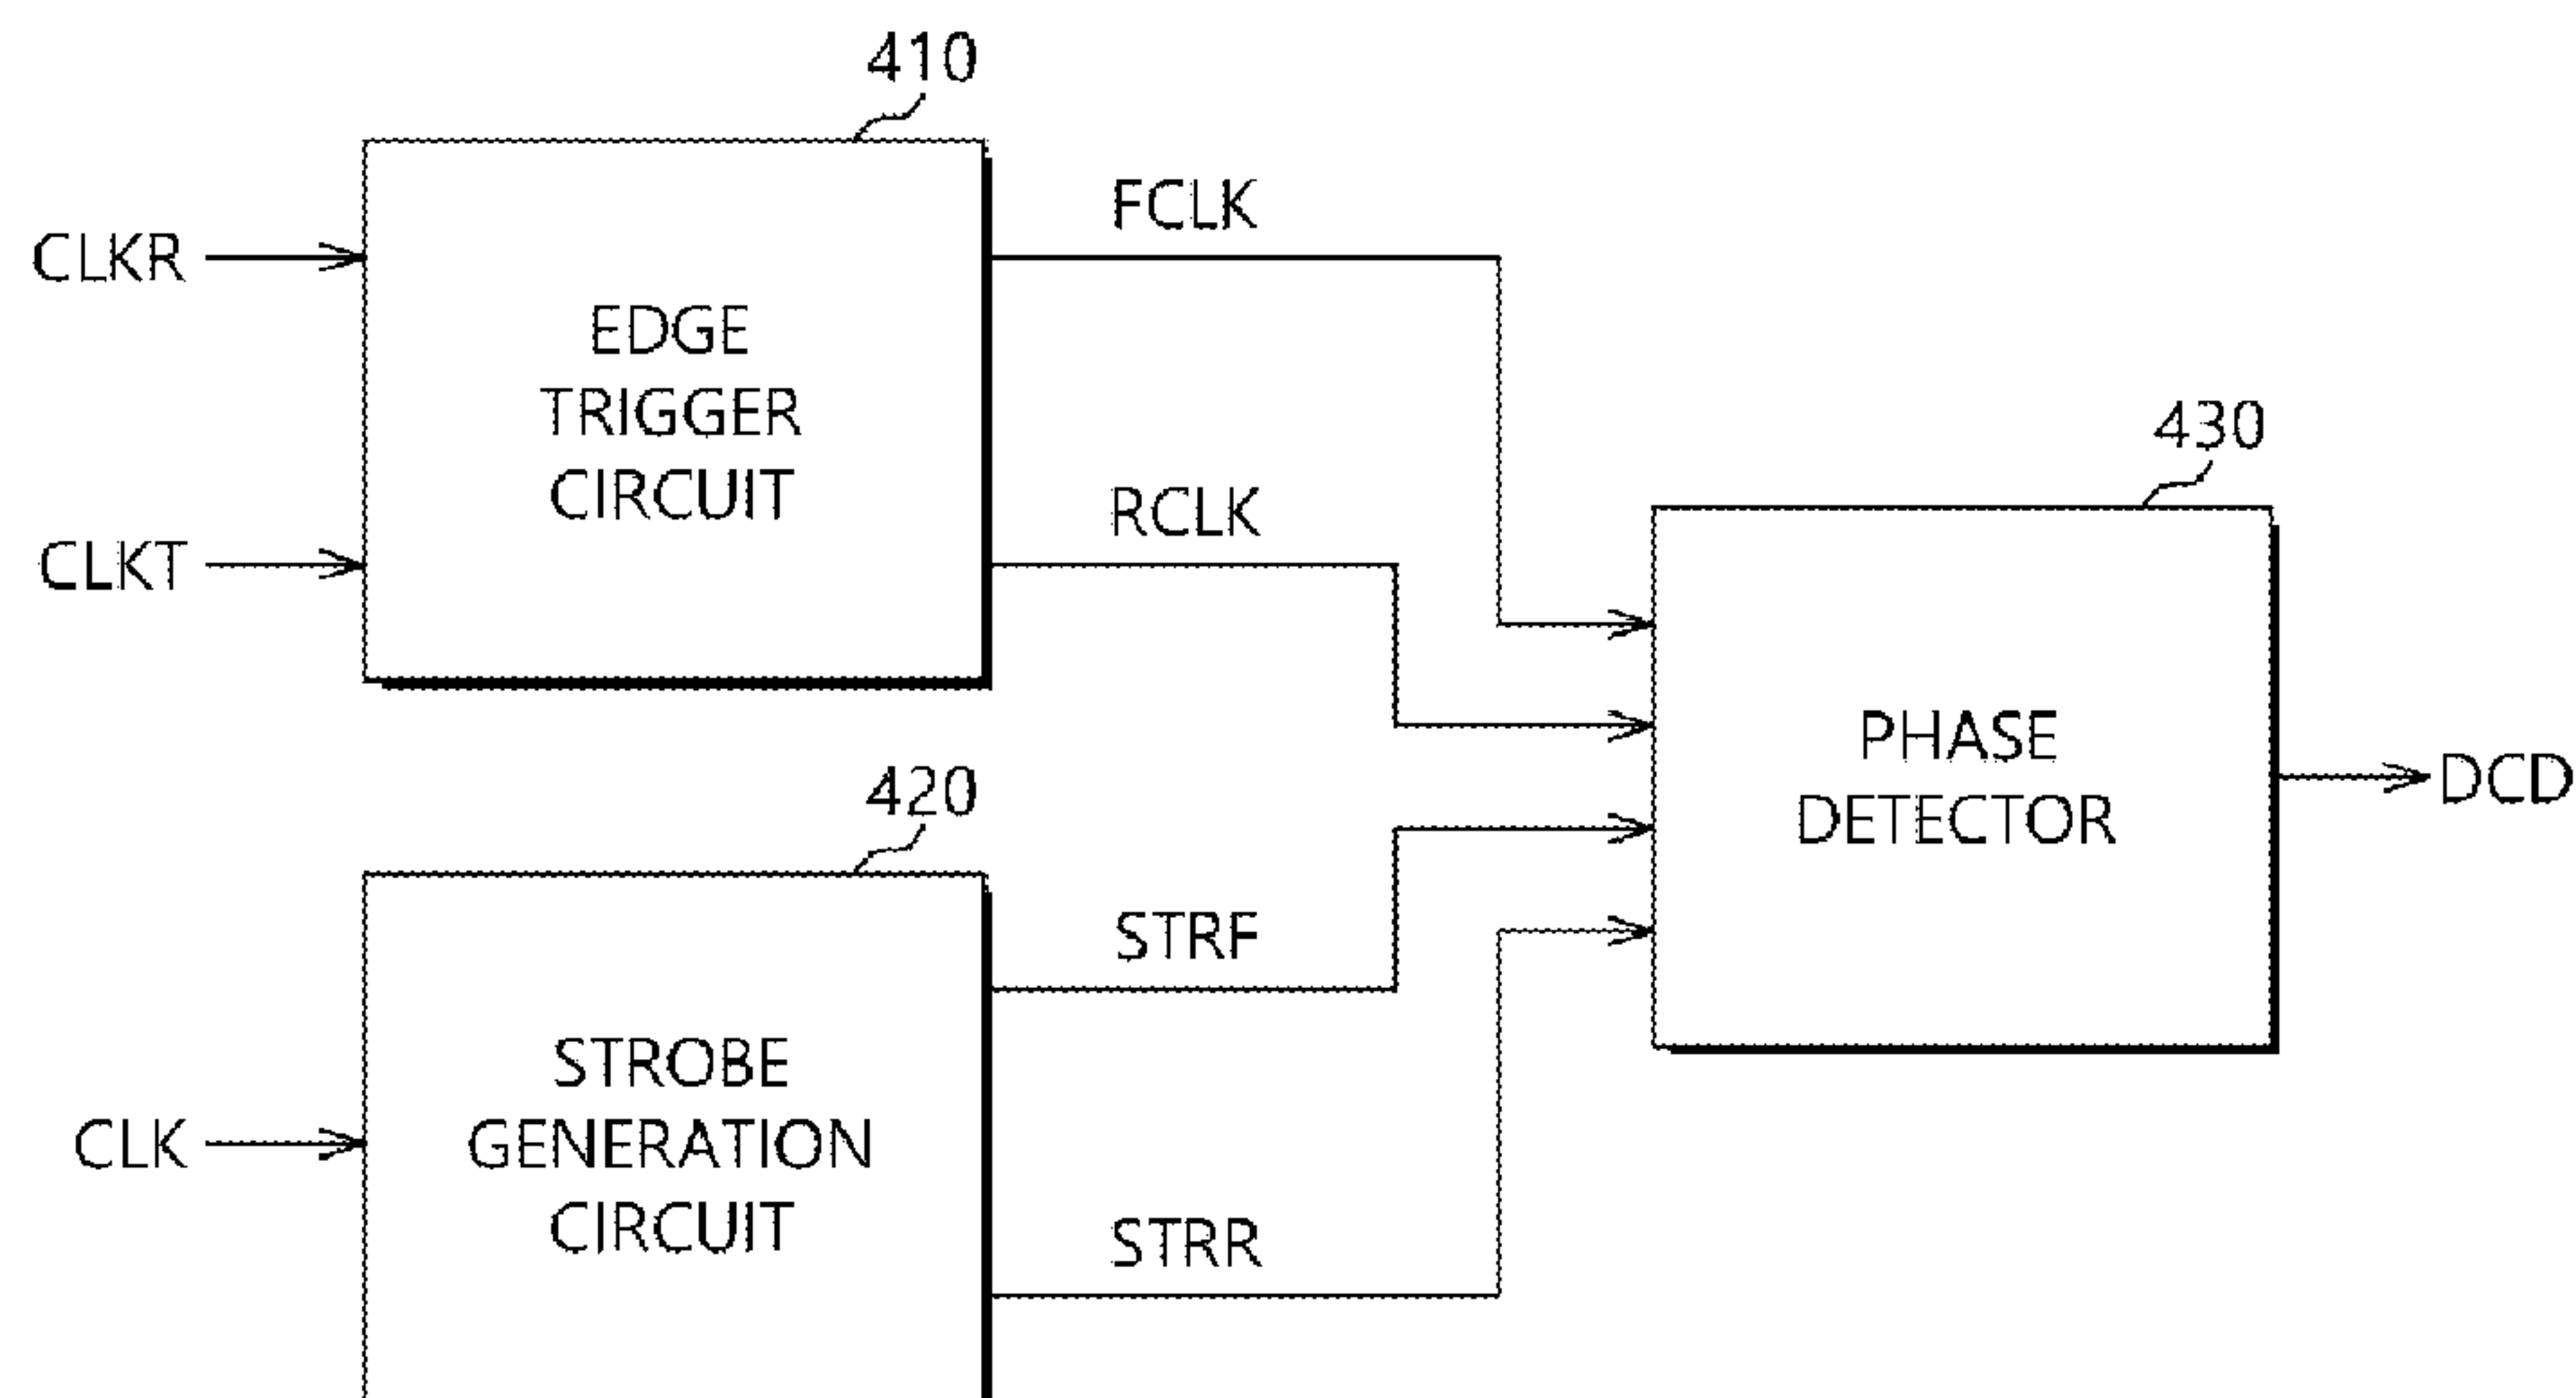 410
CLKR
CLKT
EDGE
TRIGGER
CIRCUIT
FCLK
RCLK
430
PHASE
DETECTOR
DCD
420
CLK
STROBE
GENERATION
CIRCUIT
STRF
STRR